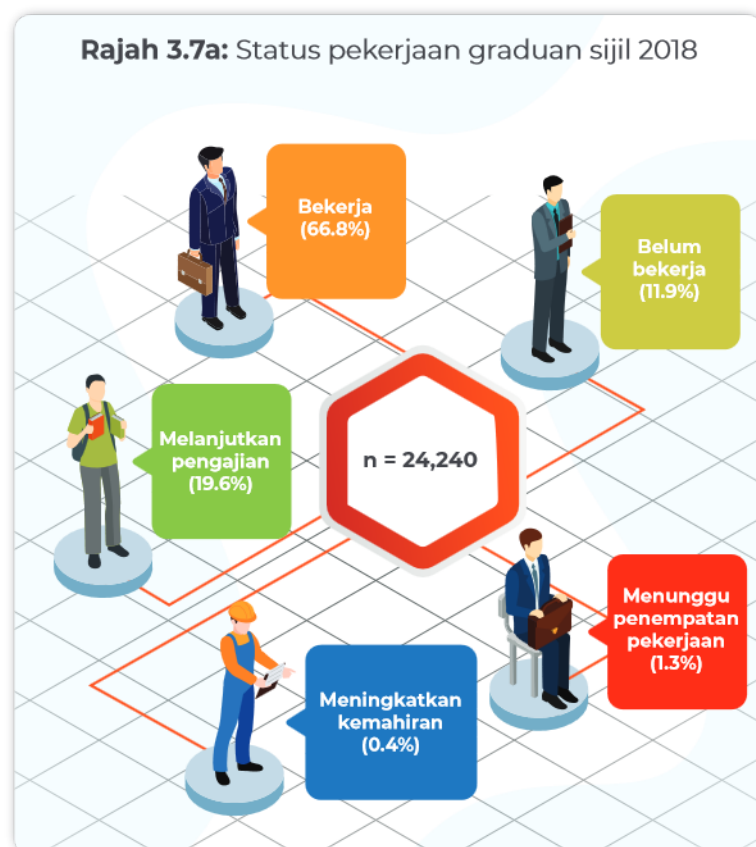 Rajah 3.7a: Status pekerjaan graduan sijil 2018
Bekerja
(66.8%)
Belum
bekerja
(11.9%)
Melanjutkan
pengajian
(19.6%)
n = 24,240
Menunggu
penempatan
pekerjaan
(1.3%)
Meningkatkan
kemahiran
(0.4%)